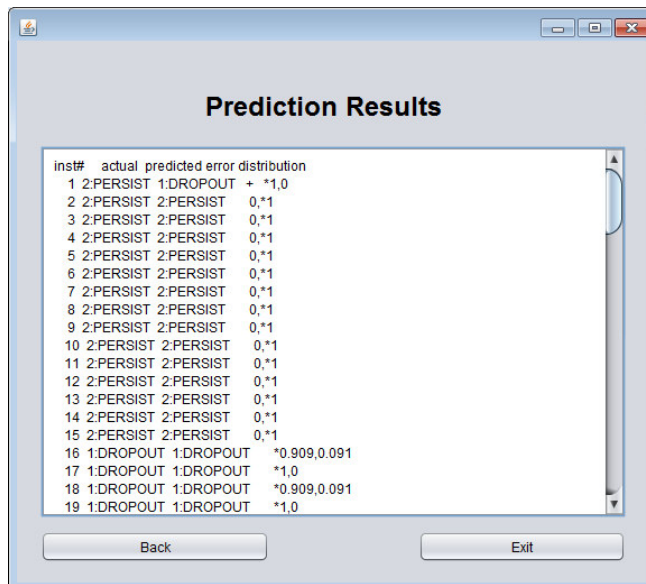 Prediction Results
inst# actual predicted error distribution
1 2:PERSIST 1:DROPOUT + *1,0
2 2:PERSIST 2:PERSIST 0,*1
3 2:PERSIST 2:PERSIST 0,*1
4 2:PERSIST 2:PERSIST 0,*1
5 2:PERSIST 2:PERSIST 0,*1
6 2:PERSIST 2:PERSIST 0,*1
7 2:PERSIST 2:PERSIST 0,*1
8 2:PERSIST 2:PERSIST 0,*1
9 2:PERSIST 2:PERSIST 0,*1
10 2:PERSIST 2:PERSIST 0,*1
11 2:PERSIST 2:PERSIST 0,*1
12 2:PERSIST 2:PERSIST 0,*1
13 2:PERSIST 2:PERSIST 0,*1
14 2:PERSIST 2:PERSIST 0,*1
15 2:PERSIST 2:PERSIST 0,*1
16 1:DROPOUT 1:DROPOUT *0.909,0.091
17 1:DROPOUT 1:DROPOUT *1,0
18 1:DROPOUT 1:DROPOUT *0.909,0.091
19 1:DROPOUT 1:DROPOUT *1,0
Back Exit